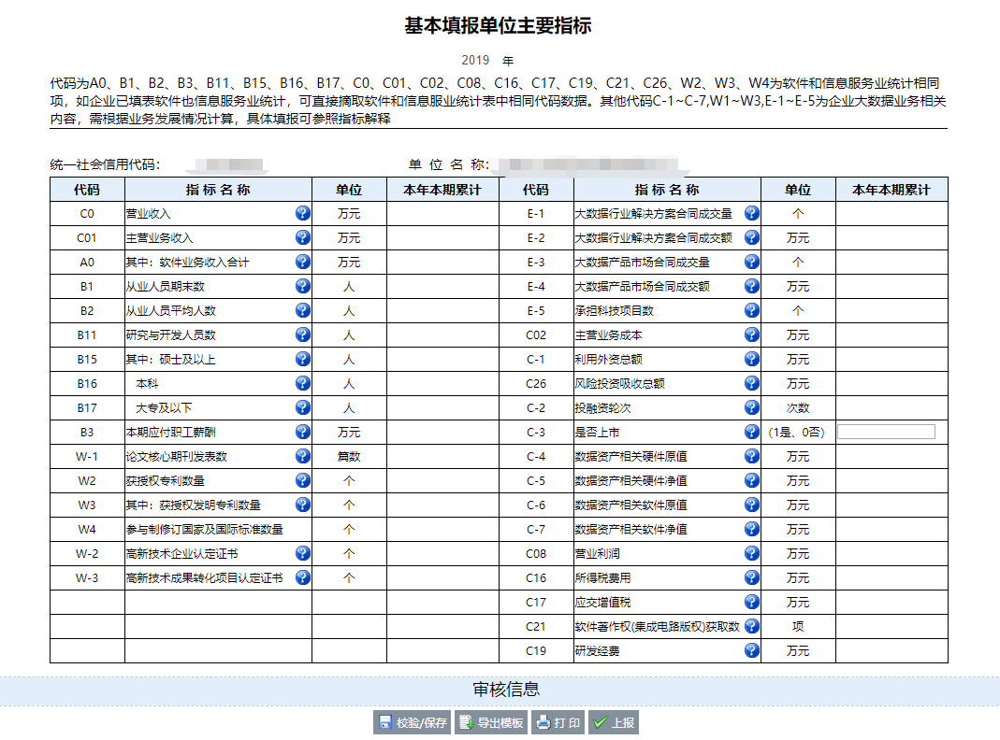 基本填报单位主要指标
2019 年
代码为A0、B1、B2、B3、B11、B15、B16、B17、C0、C01、C02、C08、C16、C17、C19、C21、C26、W2、W3、W4为软件和信息服务业统计相同
项，如企业已填表软件也信息服务业统计，可直接摘取软件和信息服业统计表中相同代码数据。其他代码C-1~C-7,W1~W3,E-1~E-5为企业大数据业务相关
内容，需根据业务发展情况计算，具体填报可参照指标解释
统一社会信用代码： 单 位 名 称:
代码 指 标 名 称 单位 本年本期累计 代码 指 标 名 称 单位 本年本期累计
C0 营业收入 万元 E-1 大数据行业解决方案合同成交量 个
C01 主营业务收入 万元 E-2 大数据行业解决方案合同成交额 万元
A0 其中：软件业务收入合计 万元 E-3 大数据产品市场合同成交量 个
B1 从业人员期末数 人 E-4 大数据产品市场合同成交额 万元
B2 从业人员平均人数 人 E-5 承担科技项目数 个
B11 研究与开发人员数 人 C02 主营业务成本 万元
B15 其中：硕士及以上 人 C-1 利用外资总额 万元
B16 本科 人 C26 风险投资吸收总额 万元
B17 大专及以下 人 C-2 投融资轮次 次数
B3 本期应付职工薪酬 万元 C-3 是否上市 (1是、0否)
W-1 论文核心期刊发表数 篇数 C-4 数据资产相关硬件原值 万元
W2 获授权专利数量 个 C-5 数据资产相关硬件净值 万元
W3 其中：获授权发明专利数量 个 C-6 数据资产相关软件原值 万元
W4 参与制修订国家及国际标准数量 个 C-7 数据资产相关软件净值 万元
W-2 高新技术企业认定证书 个 C08 营业利润 万元
W-3 高新技术成果转化项目认定证书 个 C16 所得税费用 万元
C17 应交增值税 万元
C21 软件著作权(集成电路版权)获取数 项
C19 研发经费 万元
审核信息
校验/保存 导出模板 打 印 上报